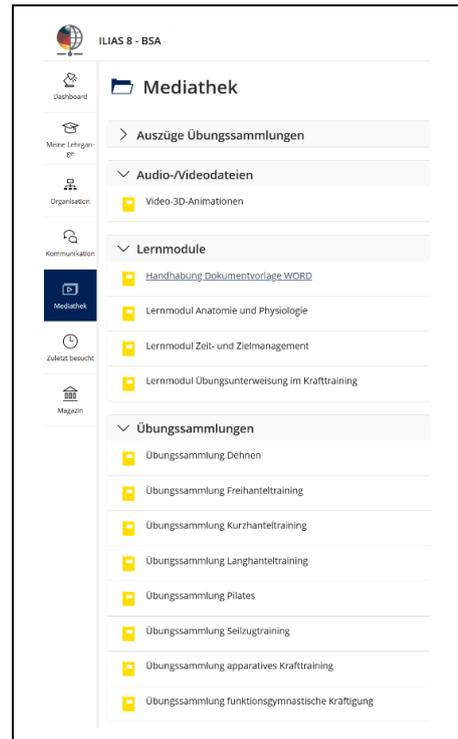 ILIAS 8 - BSA
Dashboard
Meine Lehrgän-
ge
Organisation
Kommunikation
Mediathek
Zuletzt besucht
Magazin
Mediathek
Auszüge Übungssammlungen
Audio-/Videodateien
Video-3D-Animationen
Lernmodule
Handhabung Dokumentvorlage WORD
Lernmodul Anatomie und Physiologie
Lernmodul Zeit- und Zielmanagement
Lernmodul Übungsunterweisung im Krafttraining
Übungssammlungen
Übungssammlung Dehnen
Übungssammlung Freihanteltraining
Übungssammlung Kurzhanteltraining
Übungssammlung Langhanteltraining
Übungssammlung Pilates
Übungssammlung Seilzugtraining
Übungssammlung apparatives Krafttraining
Übungssammlung funktionsgymnastische Kräftigung